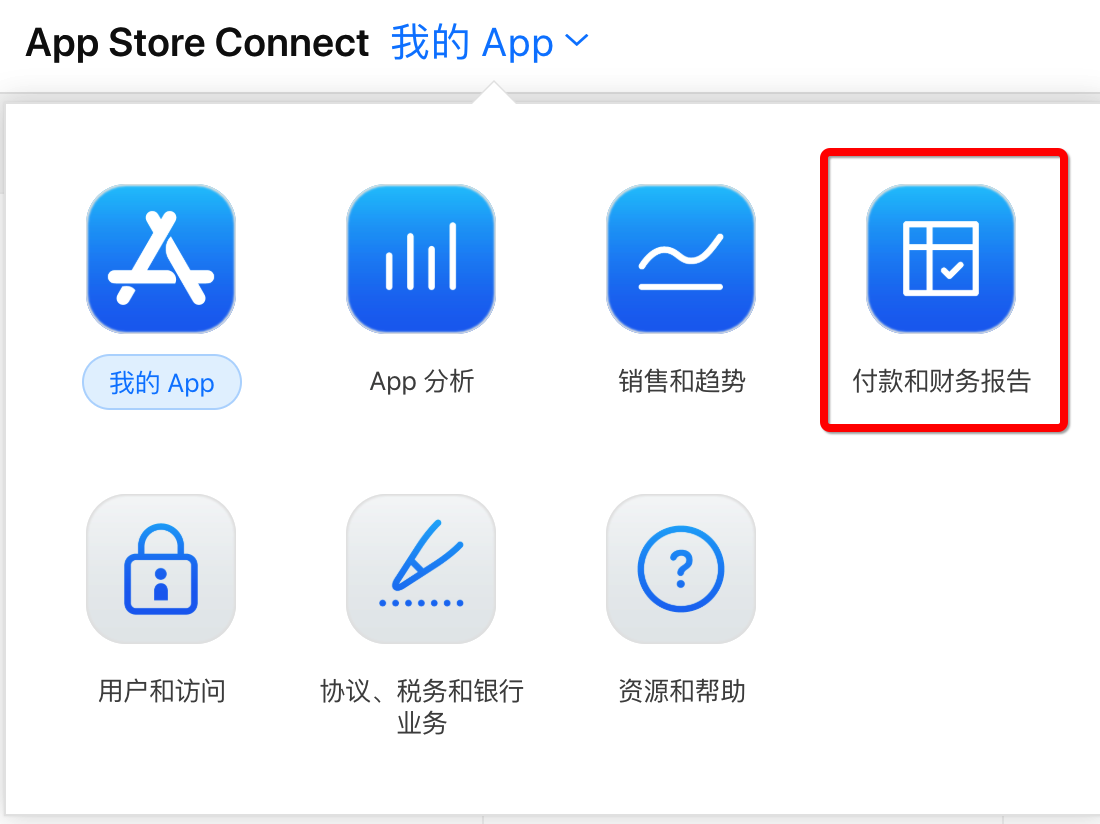 App Store Connect 我的 App
我的 App
App 分析
销售和趋势
付款和财务报告
用户和访问
协议、税务和银行
业务
资源和帮助